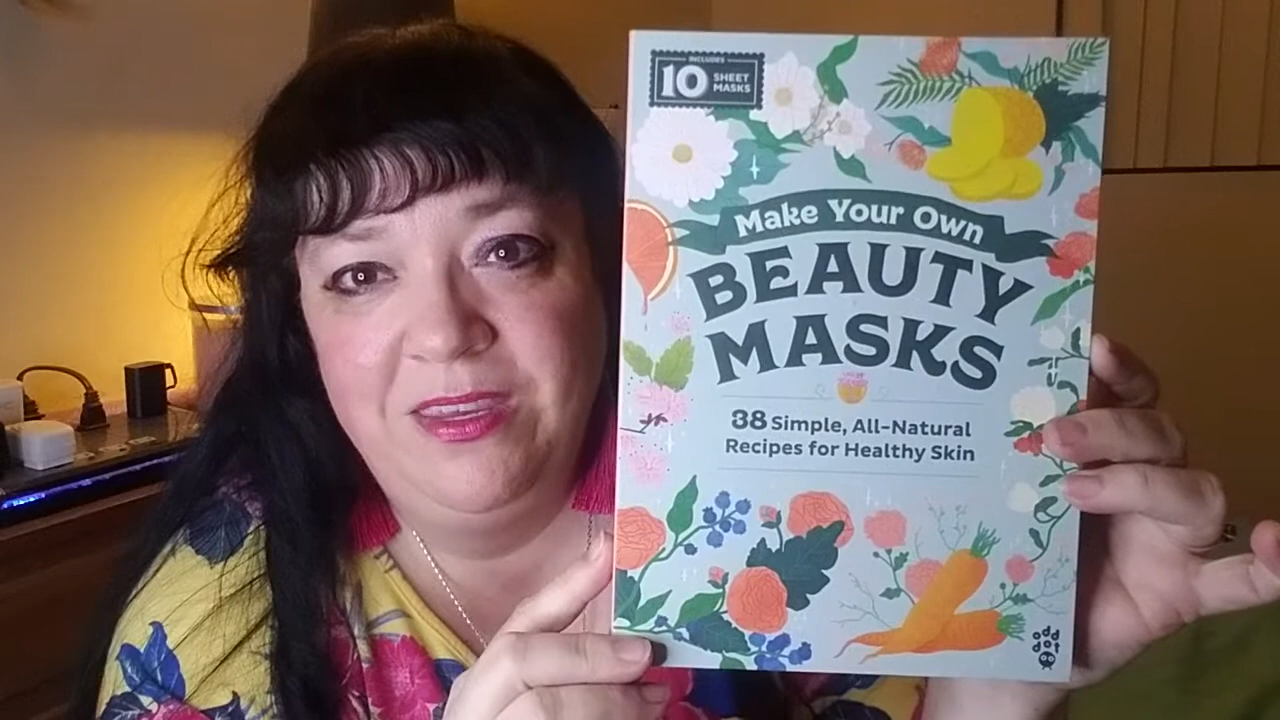 INCLUDES
10 SHEET MASKS
Make Your Own
BEAUTY
MASKS
38 Simple, All-Natural
Recipes for Healthy Skin
odd
dot